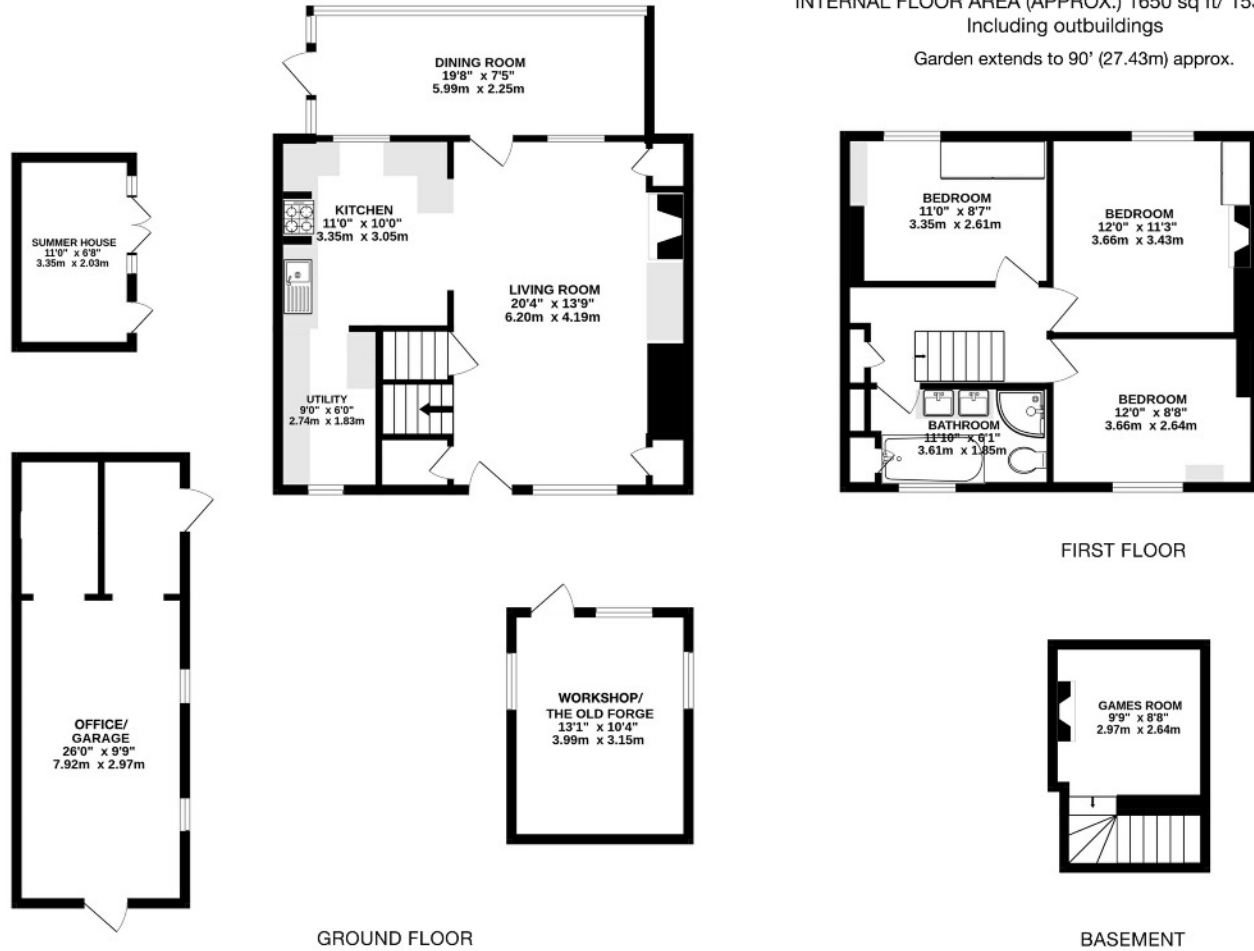 INTERNAL FLOOR AREA (APPROX.) 1650 sq ft/
Including outbuildings
Garden extends to 90' (27.43m) approx.
DINING ROOM
19'8" x 7'5"
5.99m x 2.25m
SUMMER HOUSE
11'0" x 6'8"
3.35m x 2.03m
KITCHEN
11'0" x 10'0"
3.35m x 3.05m
LIVING ROOM
20'4" x 13'9"
6.20m x 4.19m
UTILITY
9'0" x 6'0"
2.74m x 1.83m
BEDROOM
11'0" x 8'7"
3.35m x 2.61m
BEDROOM
12'0" x 11'3"
3.66m x 3.43m
BEDROOM
12'0" x 8'8"
3.66m x 2.64m
BATHROOM
11'10" x 6'1"
3.61m x 1.85m
FIRST FLOOR
OFFICE/
GARAGE
26'0" x 9'9"
7.92m x 2.97m
WORKSHOP/
THE OLD FORGE
13'1" x 10'4"
3.99m x 3.15m
GAMES ROOM
9'9" x 8'8"
2.97m x 2.64m
GROUND FLOOR
BASEMENT